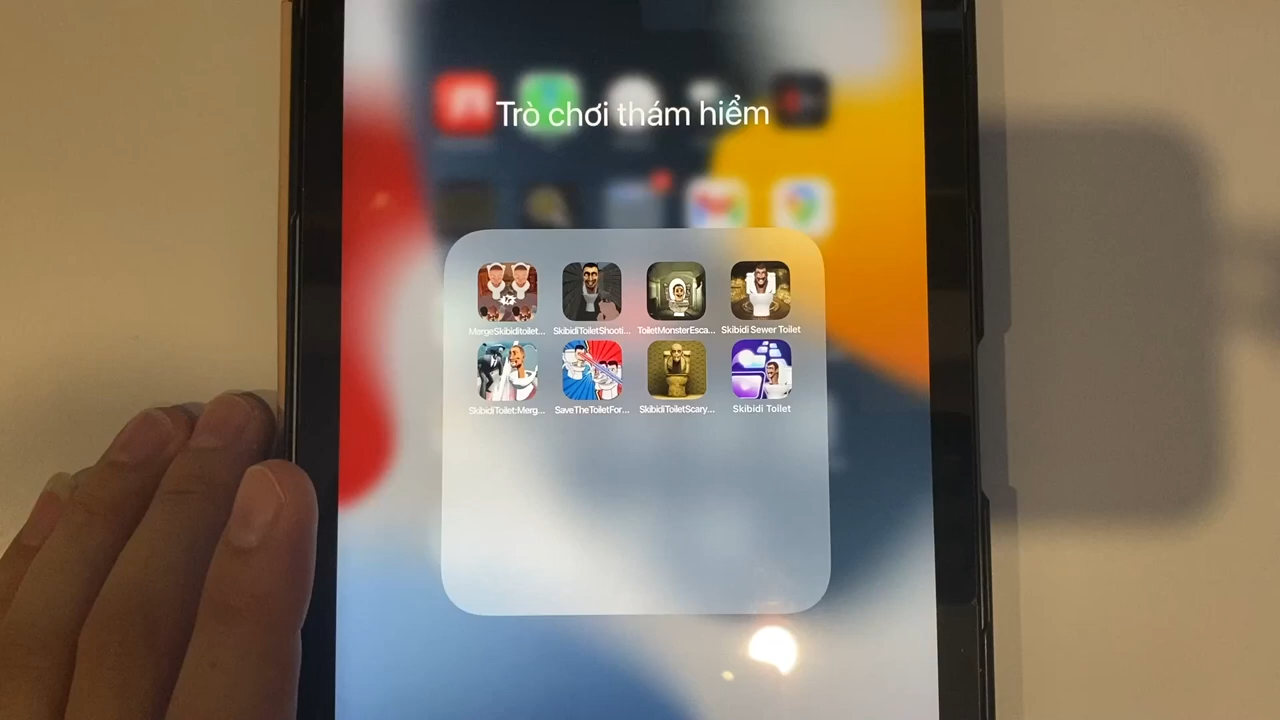 Trò chơi thám hiểm
MergeSkibiditoilet...
SkibidiToiletShooti...
ToiletMonsterEsca...
Skibidi Sewer Toilet
SkibidiToilet:Merg...
SaveTheToiletFor...
SkibidiToiletScary...
Skibidi Toilet